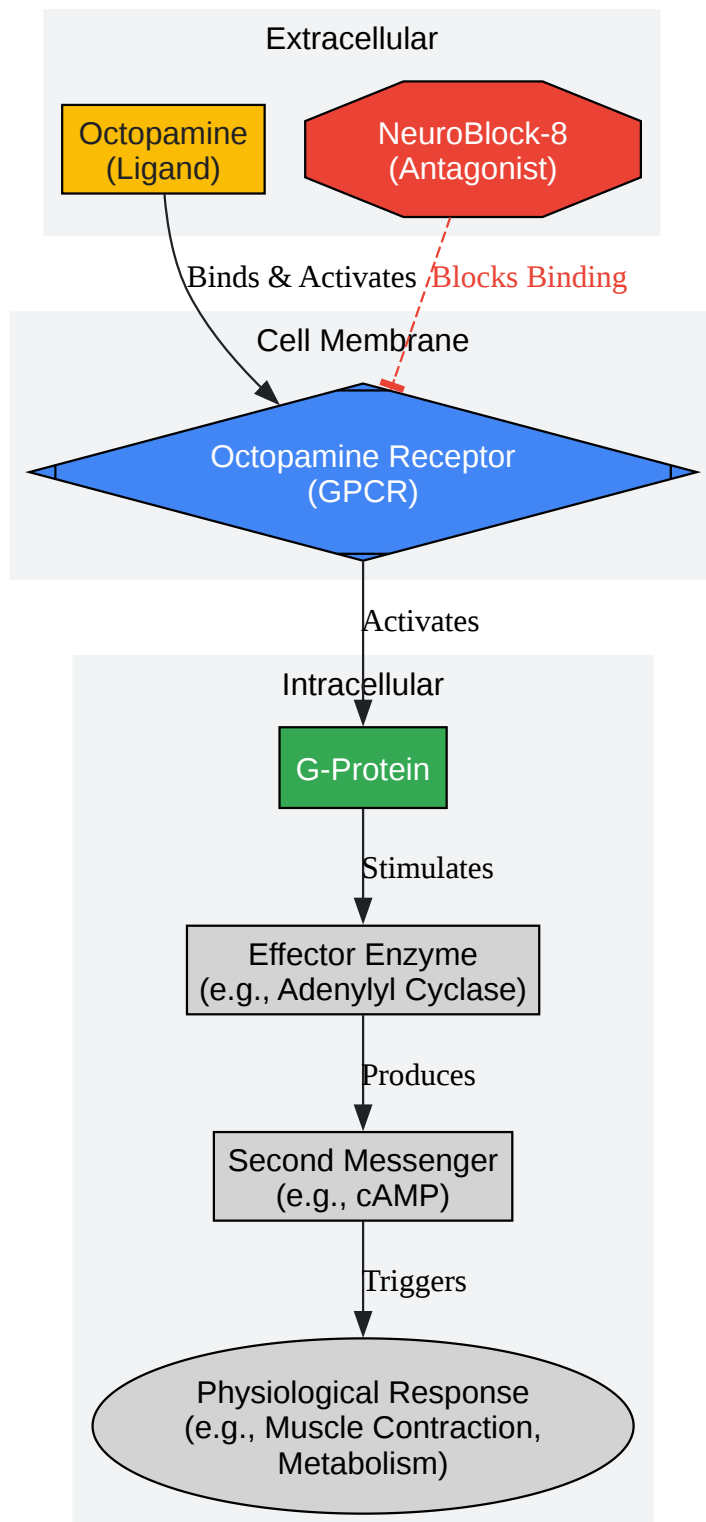 Extracellular
Octopamine
(Ligand)
NeuroBlock-8
(Antagonist)
Binds & Activates
Blocks Binding
Cell Membrane
Octopamine Receptor
(GPCR)
Activates
Intracellular
G-Protein
Stimulates
Effector Enzyme
(e.g., Adenylyl Cyclase)
Produces
Second Messenger
(e.g., cAMP)
Triggers
Physiological Response
(e.g., Muscle Contraction,
Metabolism)